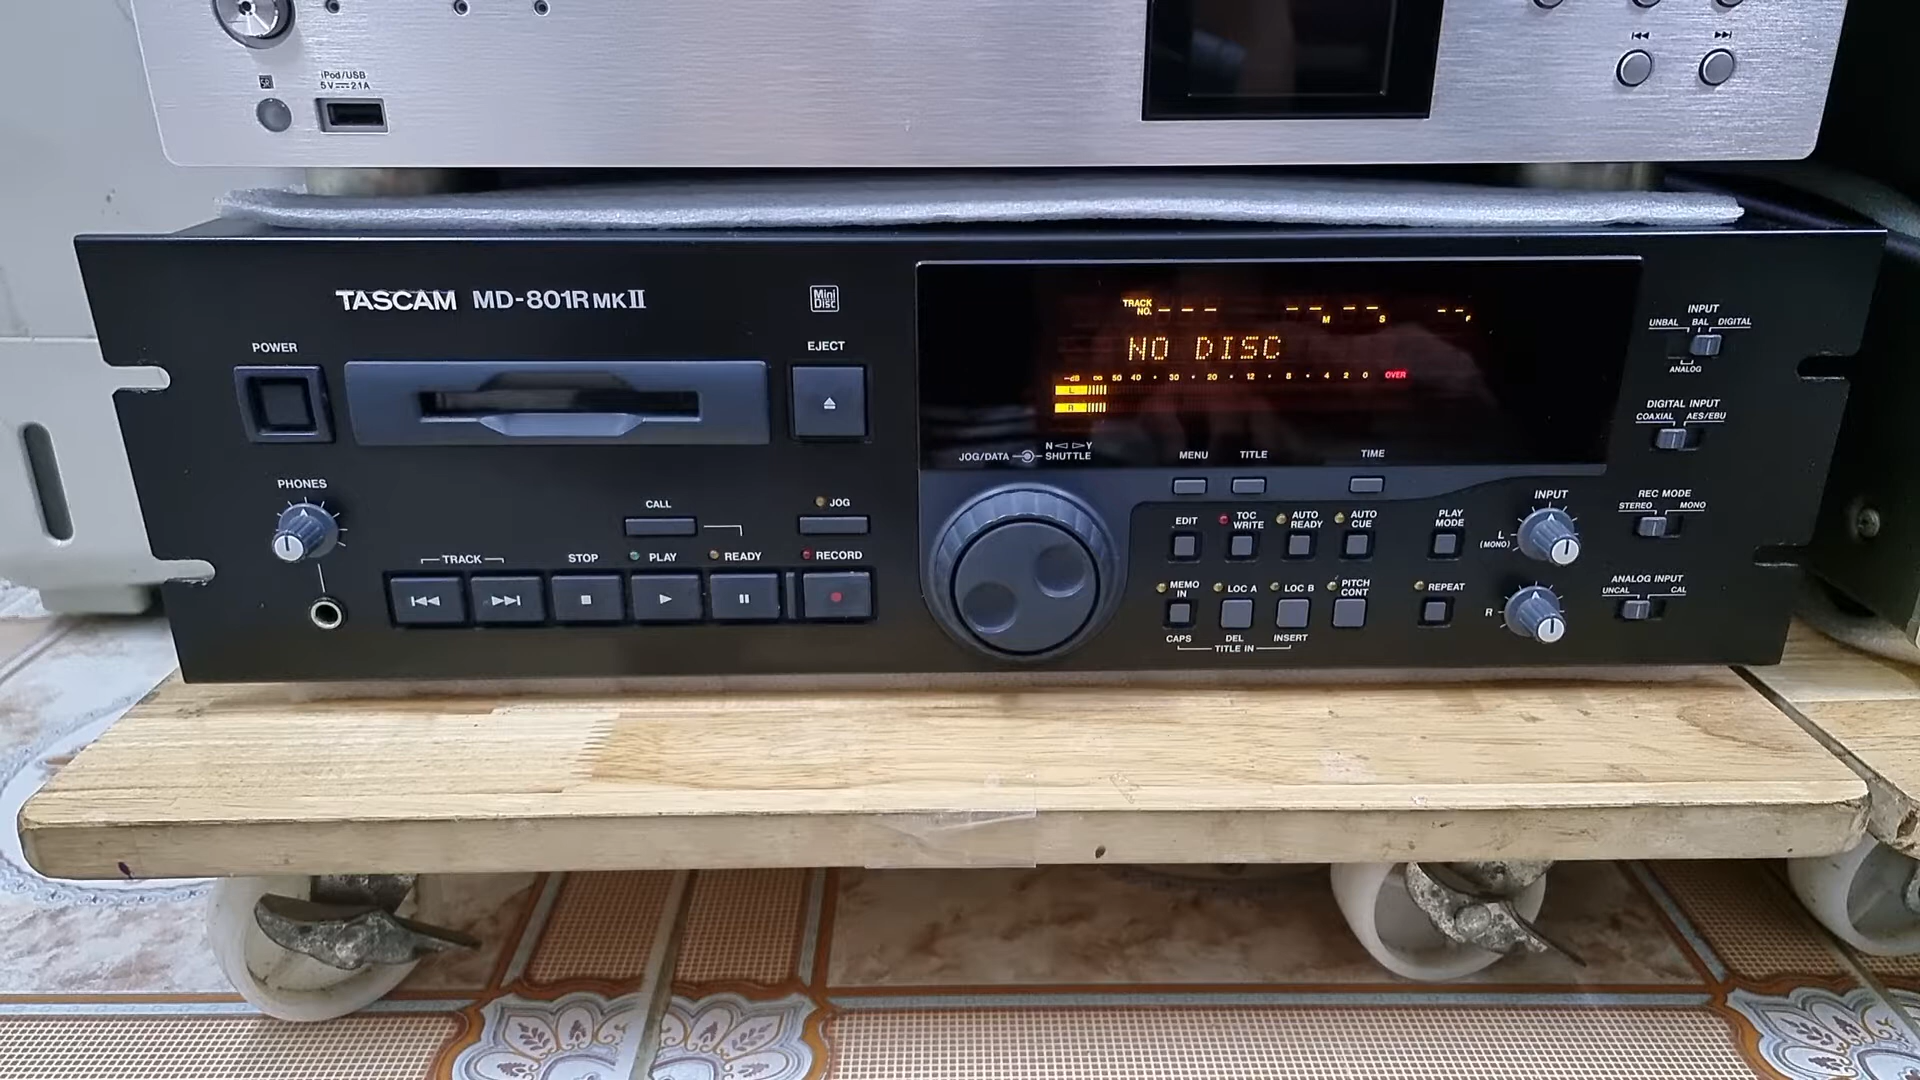 SR
iPod/USB
5V⎓2.1A
TASCAM MD-801R MKII
Mini Disc
POWER
EJECT
TRACK NO. --- --M --S --F
NO DISC
-dB ∞ 50 40 • 30 • 20 • 12 • 8 • 4 2 0 OVER
L
R
N Y
JOG/DATA SHUTTLE
MENU TITLE TIME
INPUT
UNBAL BAL DIGITAL
ANALOG
DIGITAL INPUT
COAXIAL AES/EBU
REC MODE
STEREO MONO
ANALOG INPUT
UNCAL CAL
PHONES
CALL
JOG
TRACK STOP PLAY READY RECORD
EDIT TOC WRITE AUTO READY AUTO CUE PLAY MODE
MEMO IN LOC A LOC B PITCH CONT REPEAT
CAPS DEL INSERT
TITLE IN
INPUT
L
(MONO)
R